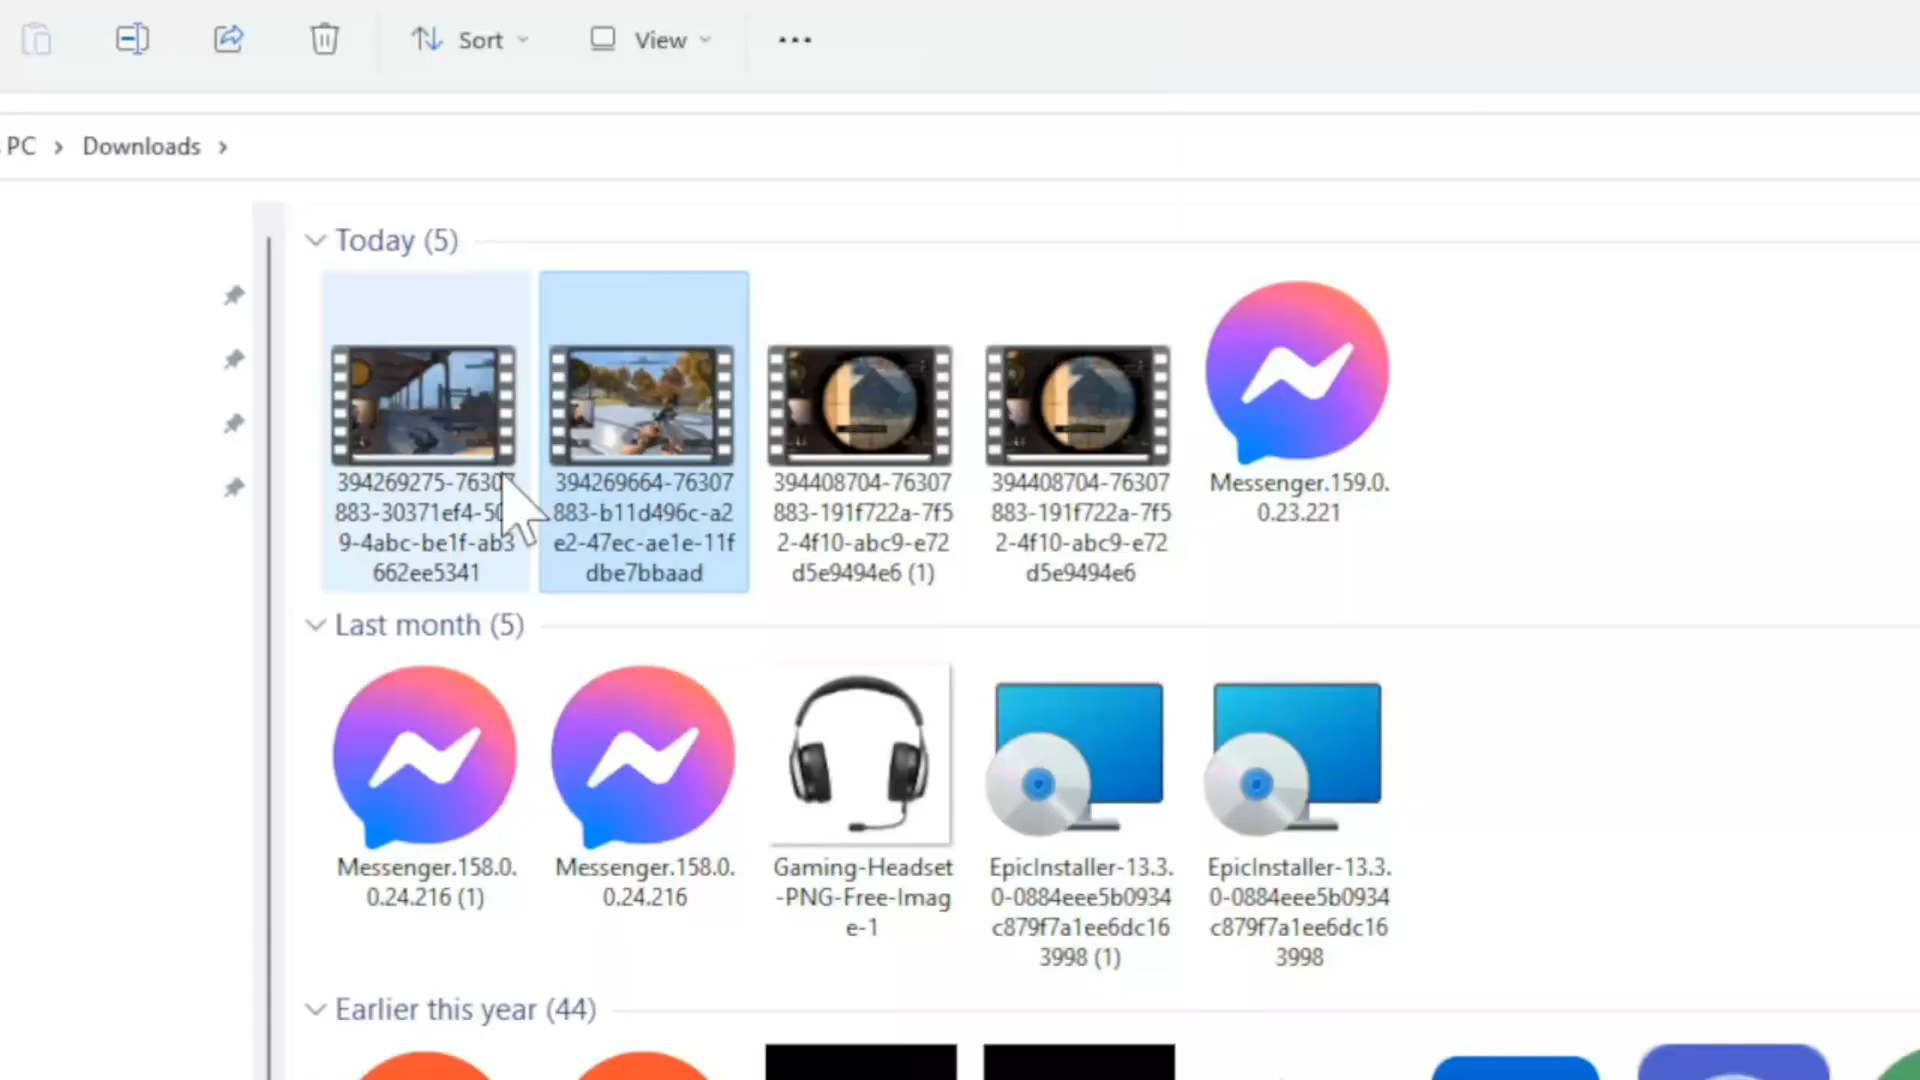 Sort
View
PC > Downloads >
Today (5)
394269275-7630
883-30371ef4-50
9-4abc-be1f-ab3
662ee5341
394269664-76307
883-b11d496c-a2
e2-47ec-ae1e-11f
dbe7bbaad
394408704-76307
883-191f722a-7f5
2-4f10-abc9-e72
d5e9494e6 (1)
394408704-76307
883-191f722a-7f5
2-4f10-abc9-e72
d5e9494e6
Messenger.159.0.
0.23.221
Last month (5)
Messenger.158.0.
0.24.216 (1)
Messenger.158.0.
0.24.216
Gaming-Headset
-PNG-Free-Imag
e-1
EpicInstaller-13.3.
0-0884eee5b0934
c879f7a1ee6dc16
3998 (1)
EpicInstaller-13.3.
0-0884eee5b0934
c879f7a1ee6dc16
3998
Earlier this year (44)